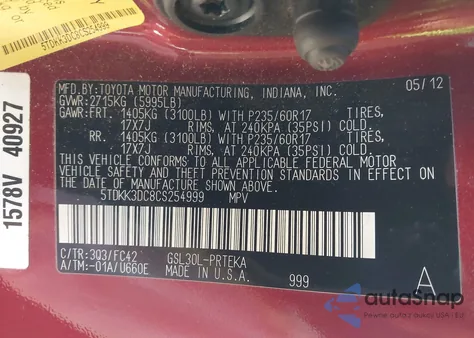 5TDKK3DC8CS254999
MFD.BY:TOYOTA MOTOR MANUFACTURING, INDIANA, INC. 05/12
GVWR: 2715KG (5995LB)
GAWR:FRT. 1405KG (3100LB) WITH P235/60R17 TIRES,
17X7J RIMS, AT 240KPA (35PSI) COLD.
RR. 1405KG (3100LB) WITH P235/60R17 TIRES,
17X7J RIMS, AT 240KPA (35PSI) COLD.
THIS VEHICLE CONFORMS TO ALL APPLICABLE FEDERAL MOTOR
VEHICLE SAFETY AND THEFT PREVENTION STANDARDS IN EFFECT ON THE
DATE OF MANUFACTURE SHOWN ABOVE.
5TDKK3DC8CS254999 MPV
C/TR:3Q3/FC42 GSL30L-PRTEKA
A/TM:-01A/U660E MADE IN U.S.A. 999
A
1578V 40927
autoSnap